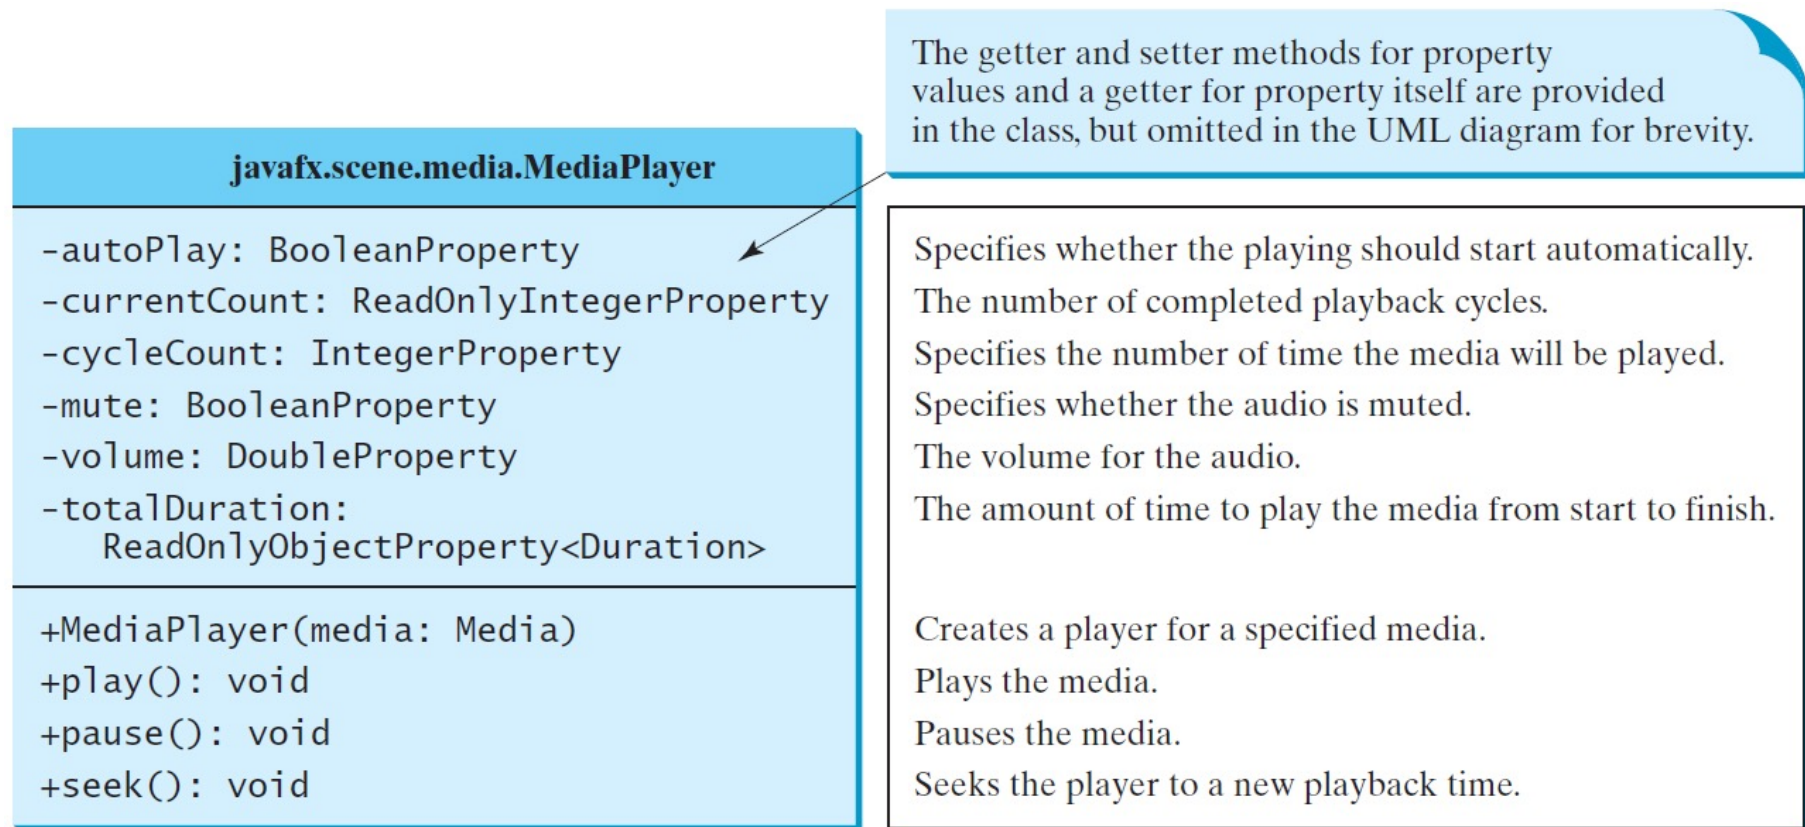 The getter and setter methods for property
values and a getter for property itself are provided
in the class, but omitted in the UML diagram for brevity.
javafx.scene.media.MediaPlayer
-autoPlay: BooleanProperty
Specifies whether the playing should start automatically.
-currentCount: ReadOnlyIntegerProperty
The number of completed playback cycles.
-cycleCount: IntegerProperty
Specifies the number of time the media will be played.
-mute: BooleanProperty
Specifies whether the audio is muted.
-volume: DoubleProperty
The volume for the audio.
-totalDuration:
ReadOnlyObjectProperty<Duration>
The amount of time to play the media from start to finish.
+MediaPlayer(media: Media)
Creates a player for a specified media.
+play(): void
Plays the media.
+pause(): void
Pauses the media.
+seek(): void
Seeks the player to a new playback time.